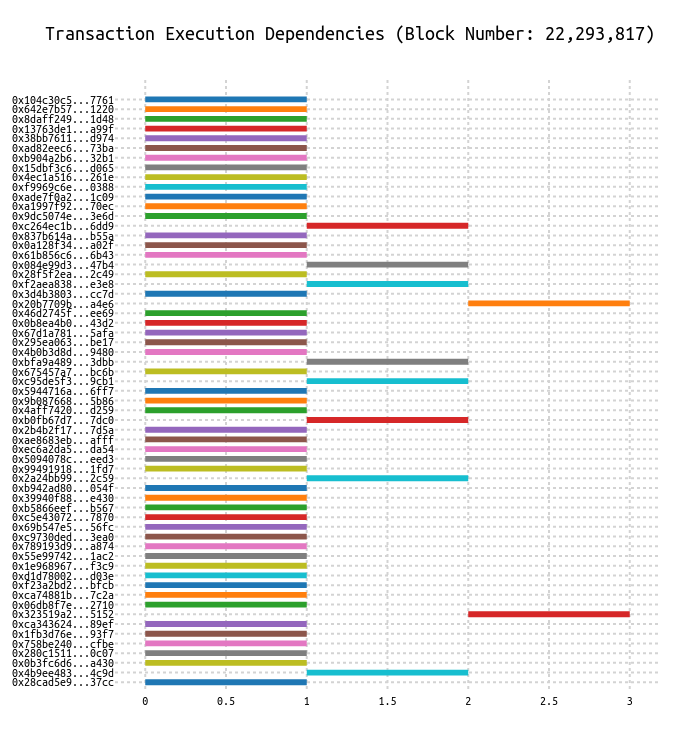 Transaction Execution Dependencies (Block Number: 22,293,817)
0x104c30c5...7761
0x642e7b57...1220
0x8daff249...1d48
0x13763de1...a99f
0x38bb7611...d974
0xad82eec6...73ba
0xb904a2b6...32b1
0x15dbf3c6...d065
0x4ec1a516...261e
0xf9969c6e...0388
0xade7f0a2...1c09
0xa1997f92...70ec
0x9dc5074e...3e6d
0xc264ec1b...6dd9
0x837b614a...b55a
0x0a128f34...a02f
0x61b856c6...6b43
0x084e99d3...47b4
0x28f5f2ea...2c49
0xf2aea838...e3e8
0x3d4b3803...cc7d
0x20b7709b...a4e6
0x46d2745f...ee69
0x0b8ea4b0...43d2
0x67d1a781...5afa
0x295ea063...be17
0x4b0b3d8d...9480
0xbfa9a489...3dbb
0x675457a7...bc6b
0xc95de5f3...9cb1
0x5944716a...6ff7
0x9b087668...5b86
0x4aff7420...d259
0xb0fb67d7...7dc0
0x2b4b2f17...7d5a
0xae8683eb...afff
0xec6a2da5...da54
0x5094078c...eed3
0x99491918...1fd7
0x2a24bb99...2c59
0xb942ad80...054f
0x39940f88...e430
0xb5866eef...b567
0xc5e43072...7870
0x69b547e5...56fc
0xc9730ded...3ea0
0x789193d9...a874
0x55e99742...1ac2
0x1e968967...f3c9
0xd1d78002...d03e
0xf23a2bd2...bfcb
0xca74881b...7c2a
0x06db8f7e...2710
0x323519a2...5152
0xca343624...89ef
0x1fb3d76e...93f7
0x758be240...cfbe
0x280c1511...0c07
0x0b3fc6d6...a430
0x4b9ee483...4c9d
0x28cad5e9...37cc
0 0.5 1 1.5 2 2.5 3